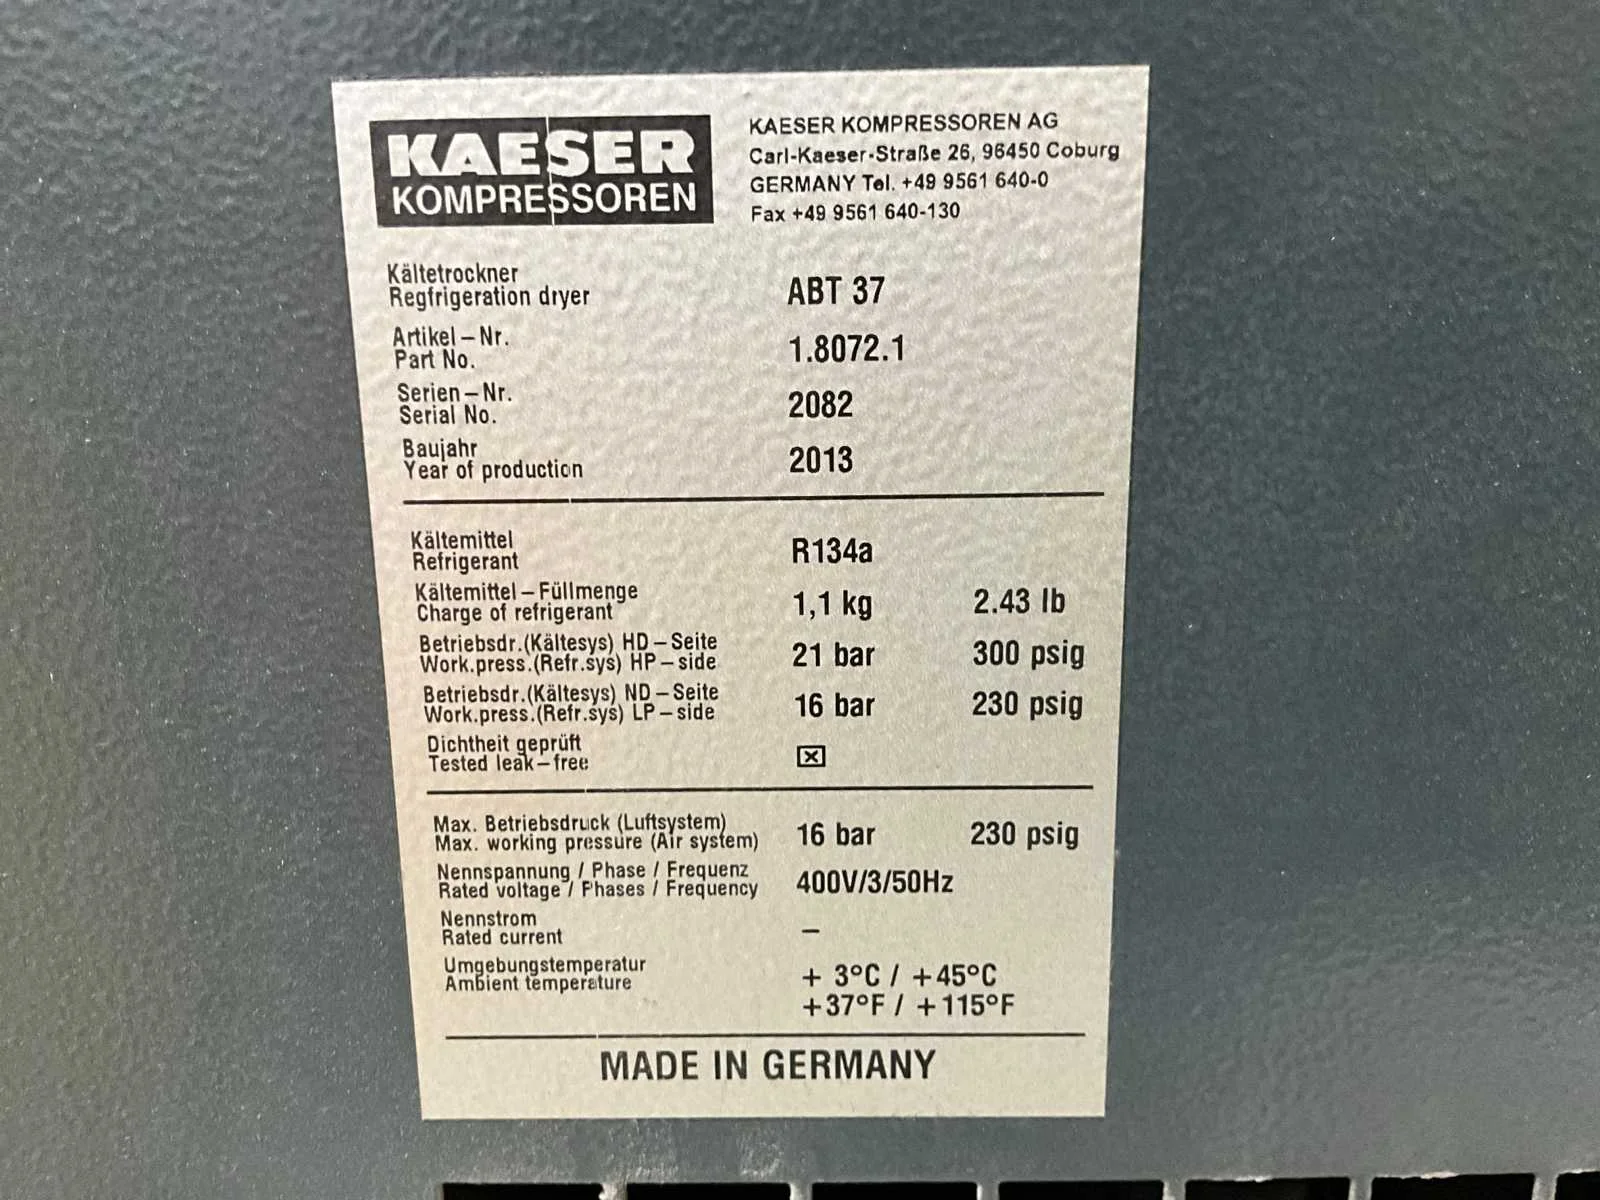 KAESER
KOMPRESSOREN
KAESER KOMPRESSOREN AG
Carl-Kaeser-Straße 26, 96450 Coburg
GERMANY Tel. +49 9561 640-0
Fax +49 9561 640-130
Kältetrockner
Regfrigeration dryer ABT 37
Artikel – Nr.
Part No. 1.8072.1
Serien – Nr.
Serial No. 2082
Baujahr
Year of production 2013
Kältemittel
Refrigerant R134a
Kältemittel – Füllmenge
Charge of refrigerant 1,1 kg 2.43 lb
Betriebsdr.(Kältesys) HD – Seite
Work.press.(Refr.sys) HP – side 21 bar 300 psig
Betriebsdr.(Kältesys) ND – Seite
Work.press.(Refr.sys) LP – side 16 bar 230 psig
Dichtheit geprüft
Tested leak – free ☒
Max. Betriebsdruck (Luftsystem)
Max. working pressure (Air system) 16 bar 230 psig
Nennspannung / Phase / Frequenz
Rated voltage / Phases / Frequency 400V/3/50Hz
Nennstrom
Rated current –
Umgebungstemperatur
Ambient temperature + 3°C / +45°C
+37°F / +115°F
MADE IN GERMANY